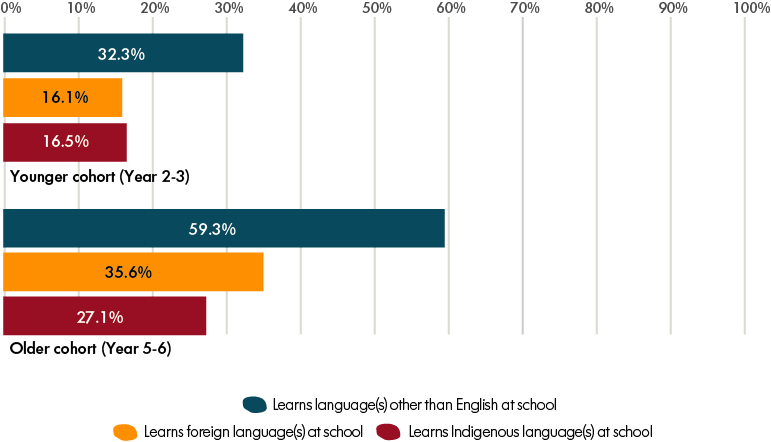 0% 10% 20% 30% 40% 50% 60% 70% 80% 90% 100%
32.3%
16.1%
16.5%
Younger cohort (Year 2-3)
59.3%
35.6%
27.1%
Older cohort (Year 5-6)
Learns language(s) other than English at school
Learns foreign language(s) at school Learns Indigenous language(s) at school